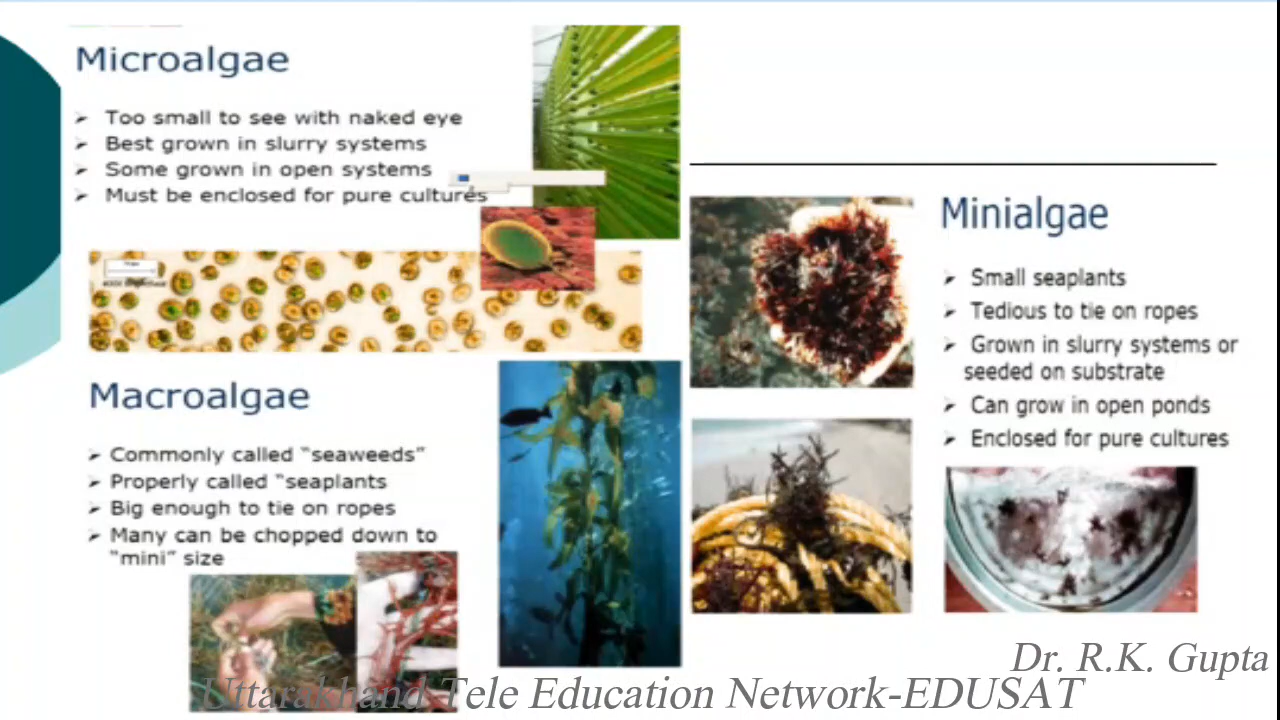 Microalgae
Too small to see with naked eye
Best grown in slurry systems
Some grown in open systems
Must be enclosed for pure cultures
Macroalgae
Commonly called “seaweeds”
Properly called “seaplants
Big enough to tie on ropes
Many can be chopped down to
“mini” size
Minialgae
Small seaplants
Tedious to tie on ropes
Grown in slurry systems or
seeded on substrate
Can grow in open ponds
Enclosed for pure cultures
Dr. R.K. Gupta
Uttarakhand Tele Education Network-EDUSAT